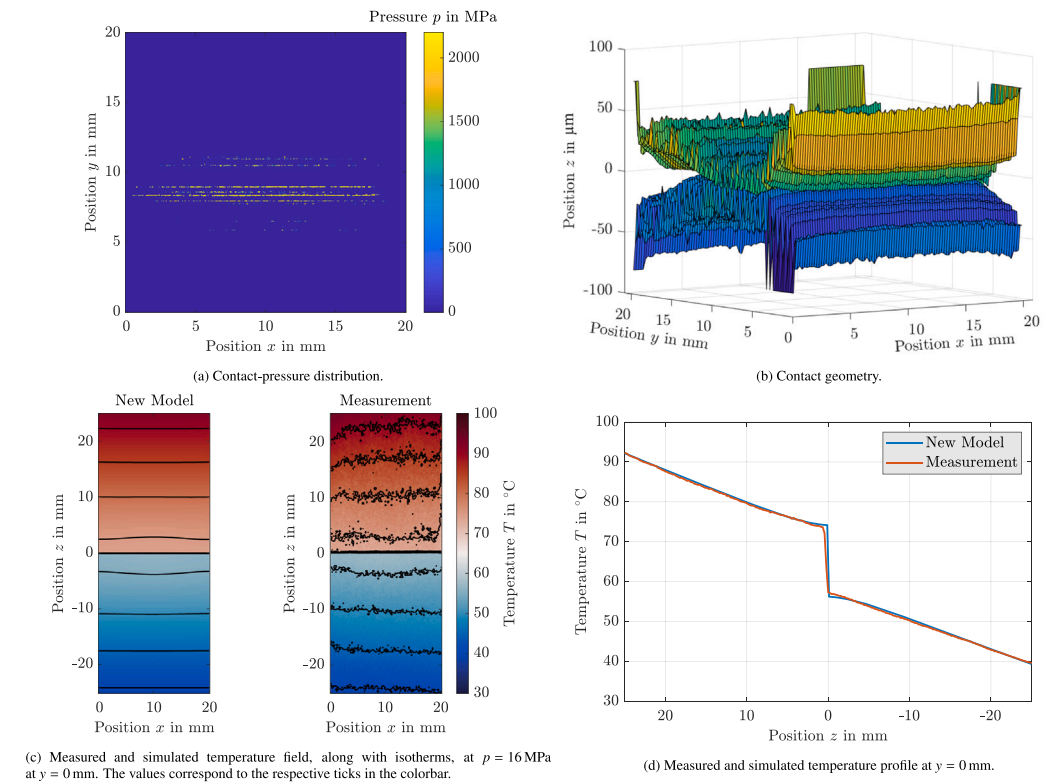 Pressure p in MPa
20
15
10
5
0
Position y in mm
0 5 10 15 20
Position x in mm
2000
1500
1000
500
0
(a) Contact-pressure distribution.
100
50
0
-50
-100
Position z in µm
20 15 10 5 0
Position y in mm
5 10 15 20
Position x in mm
(b) Contact geometry.
New Model
20
10
0
-10
-20
Position z in mm
0 10 20
Position x in mm
Measurement
20
10
0
-10
-20
Position z in mm
0 10 20
Position x in mm
100
90
80
70
60
50
40
30
Temperature T in °C
(c) Measured and simulated temperature field, along with isotherms, at p = 16 MPa
at y = 0 mm. The values correspond to the respective ticks in the colorbar.
100
90
80
70
60
50
40
30
Temperature T in °C
New Model
Measurement
20 10 0 -10 -20
Position z in mm
(d) Measured and simulated temperature profile at y = 0 mm.